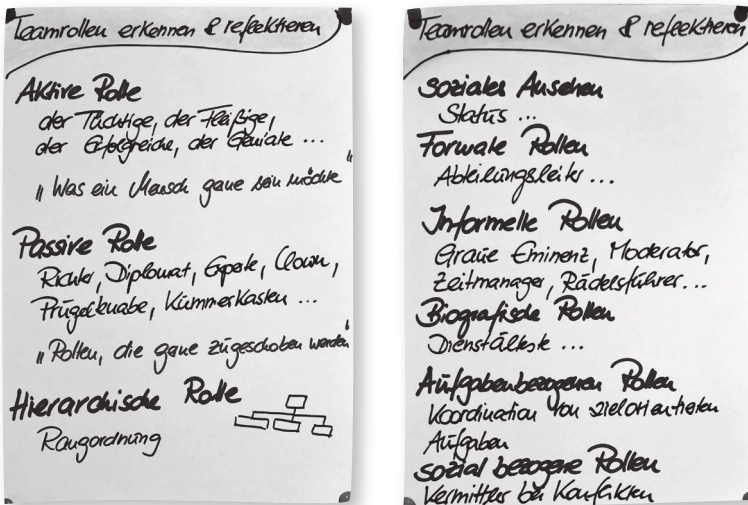 Teamrollen erkennen & reflektieren
Aktive Rolle
der Tüchtige, der Fleißige,
der Erfolgreiche, der Geniale ...
„Was ein Mensch gerne sein möchte"
Passive Rolle
Richter, Diplomat, Experte, Clown,
Prügelknabe, Kummerkasten ...
„Rollen, die gerne zugeschoben werden"
Hierarchische Rolle
Rangordnung
Teamrollen erkennen & reflektieren
Soziales Ansehen
Status ...
Formale Rollen
Abteilungsleiter ...
Informelle Rollen
Graue Eminenz, Moderator,
Zeitmanager, Rädelsführer...
Biografische Rollen
Dienstälteste ...
Aufgabenbezogenen Rollen
Koordination von zielorientierten
Aufgaben
sozial bezogene Rollen
Vermittler bei Konflikten